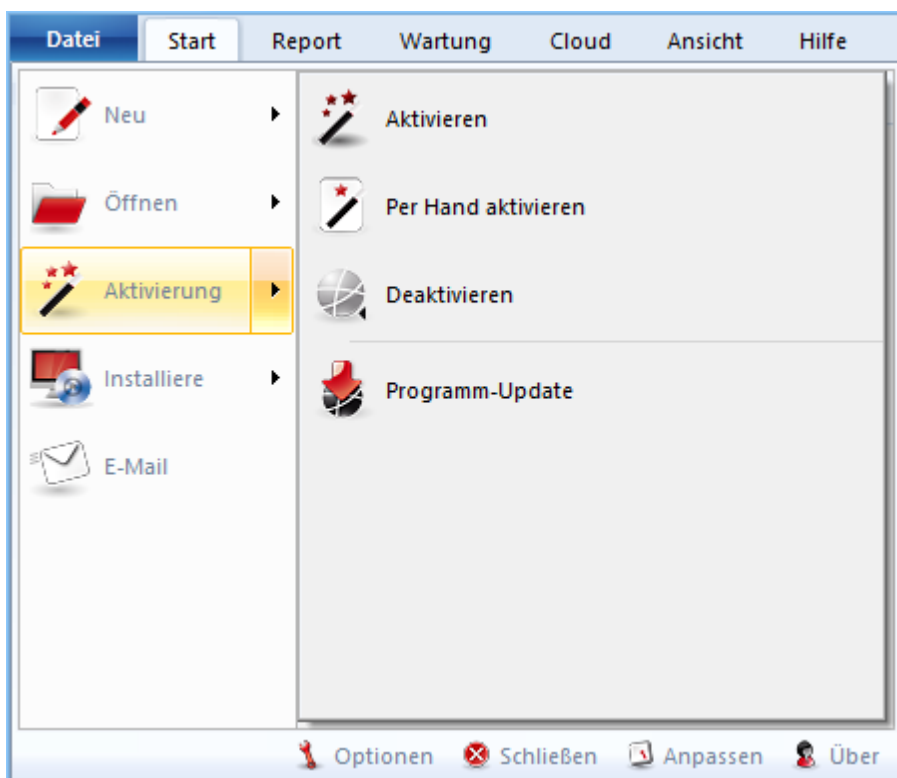 Datei Start Report Wartung Cloud Ansicht Hilfe
Neu
Öffnen
Aktivierung
Installiere
E-Mail
Aktivieren
Per Hand aktivieren
Deaktivieren
Programm-Update
Optionen Schließen Anpassen Über